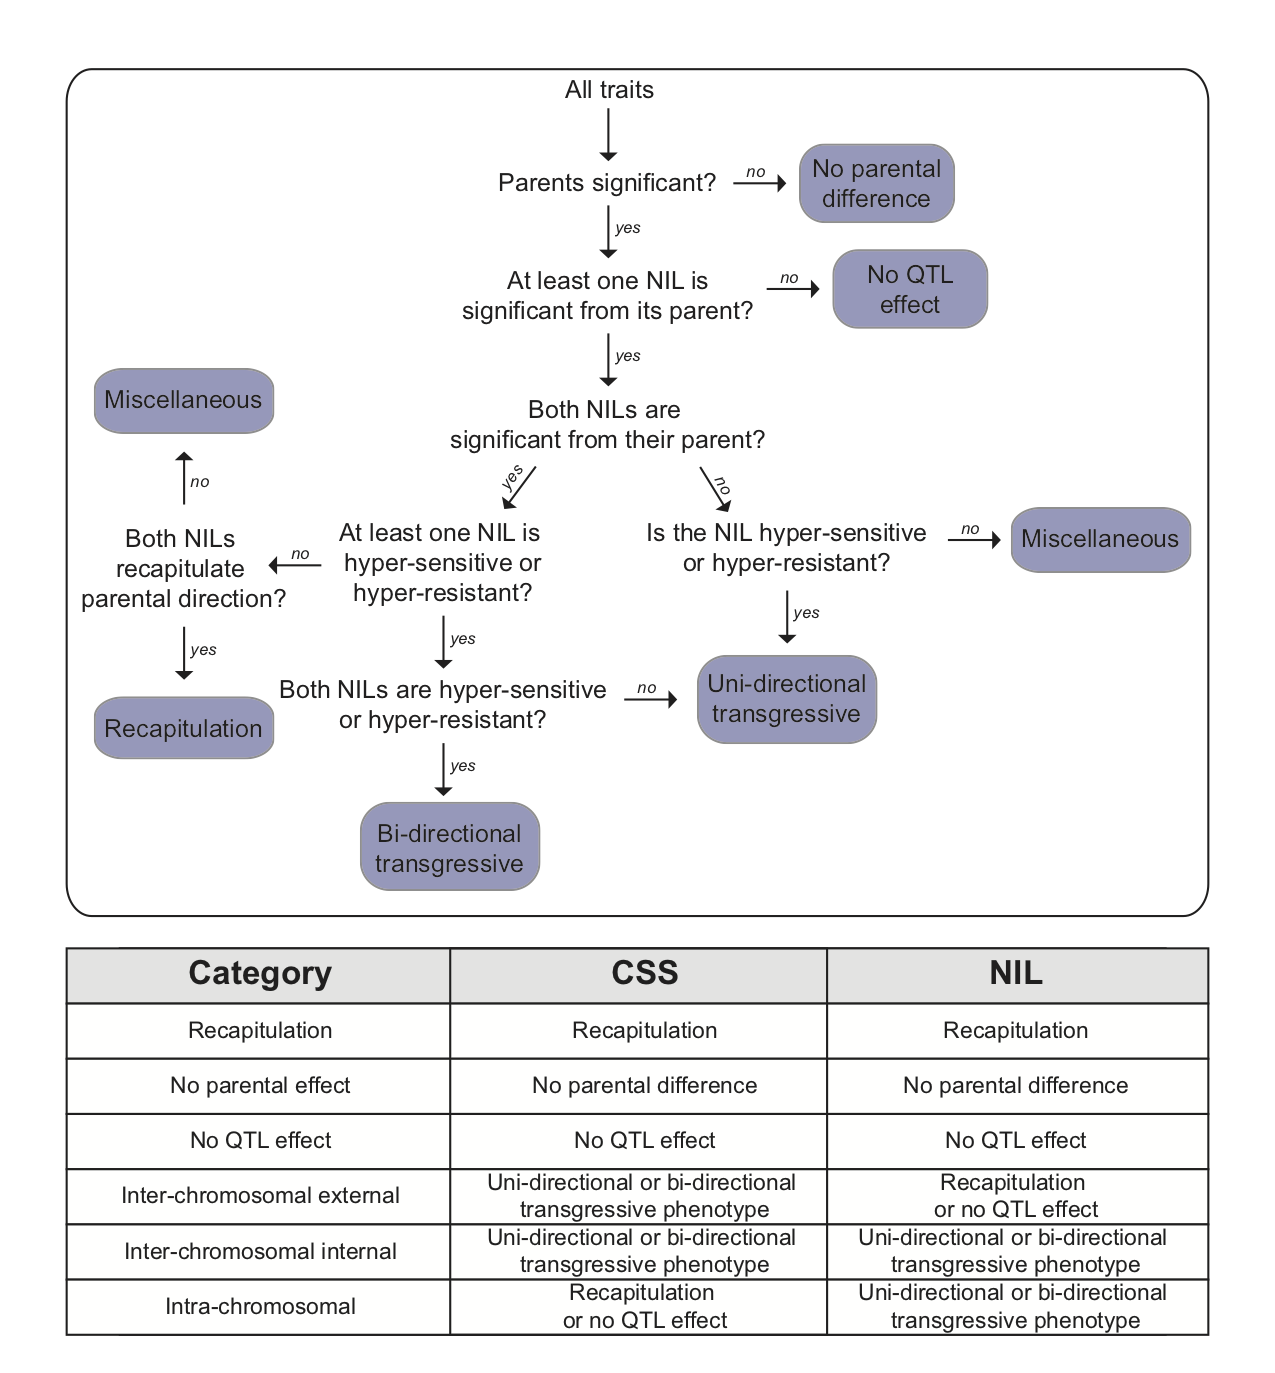 All traits
Parents significant?
no
No parental
difference
yes
At least one NIL is
significant from its parent?
no
No QTL
effect
yes
Both NILs are
significant from their parent?
yes
no
Miscellaneous
no
Both NILs
recapitulate
parental direction?
no
At least one NIL is
hyper-sensitive or
hyper-resistant?
Is the NIL hyper-sensitive
or hyper-resistant?
no
Miscellaneous
yes
yes
yes
Recapitulation
Both NILs are hyper-sensitive
or hyper-resistant?
no
Uni-directional
transgressive
yes
Bi-directional
transgressive
Category CSS NIL
Recapitulation Recapitulation Recapitulation
No parental effect No parental difference No parental difference
No QTL effect No QTL effect No QTL effect
Inter-chromosomal external
Uni-directional or bi-directional
transgressive phenotype
Recapitulation
or no QTL effect
Inter-chromosomal internal
Uni-directional or bi-directional
transgressive phenotype
Uni-directional or bi-directional
transgressive phenotype
Intra-chromosomal
Recapitulation
or no QTL effect
Uni-directional or bi-directional
transgressive phenotype